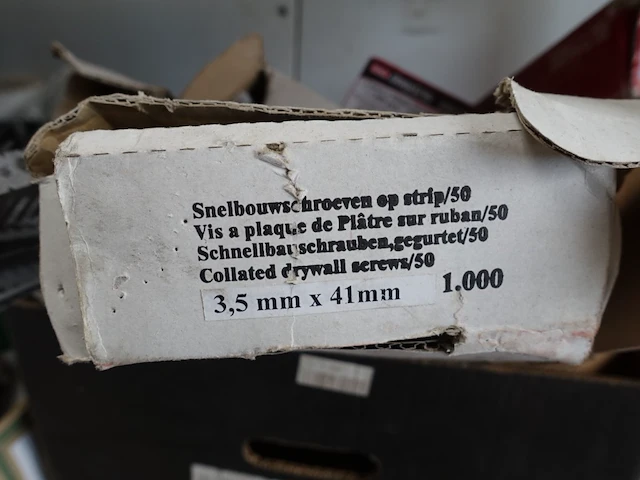 Snelbouwschroeven op strip/50
Vis a plaque de Plâtre sur ruban/50
Schnellbauschrauben,gegurtet/50
Collated drywall screws/50
3,5 mm x 41mm
1.000